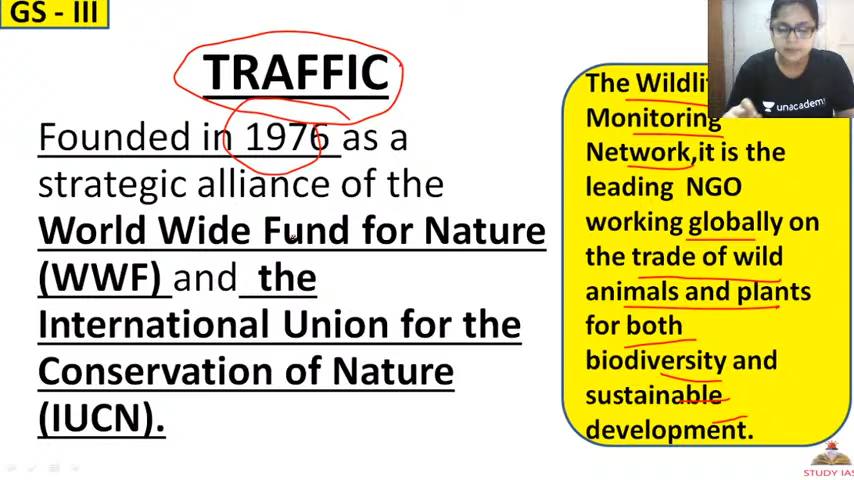 GS - III
TRAFFIC
Founded in 1976 as a
strategic alliance of the
World Wide Fund for Nature
(WWF) and the
International Union for the
Conservation of Nature
(IUCN).
The
Monitoring
Network,it is the
leading NGO
working globally on
the trade of wild
animals and plants
for both
biodiversity and
sustainable
development.
unacademy
STUDY IAS